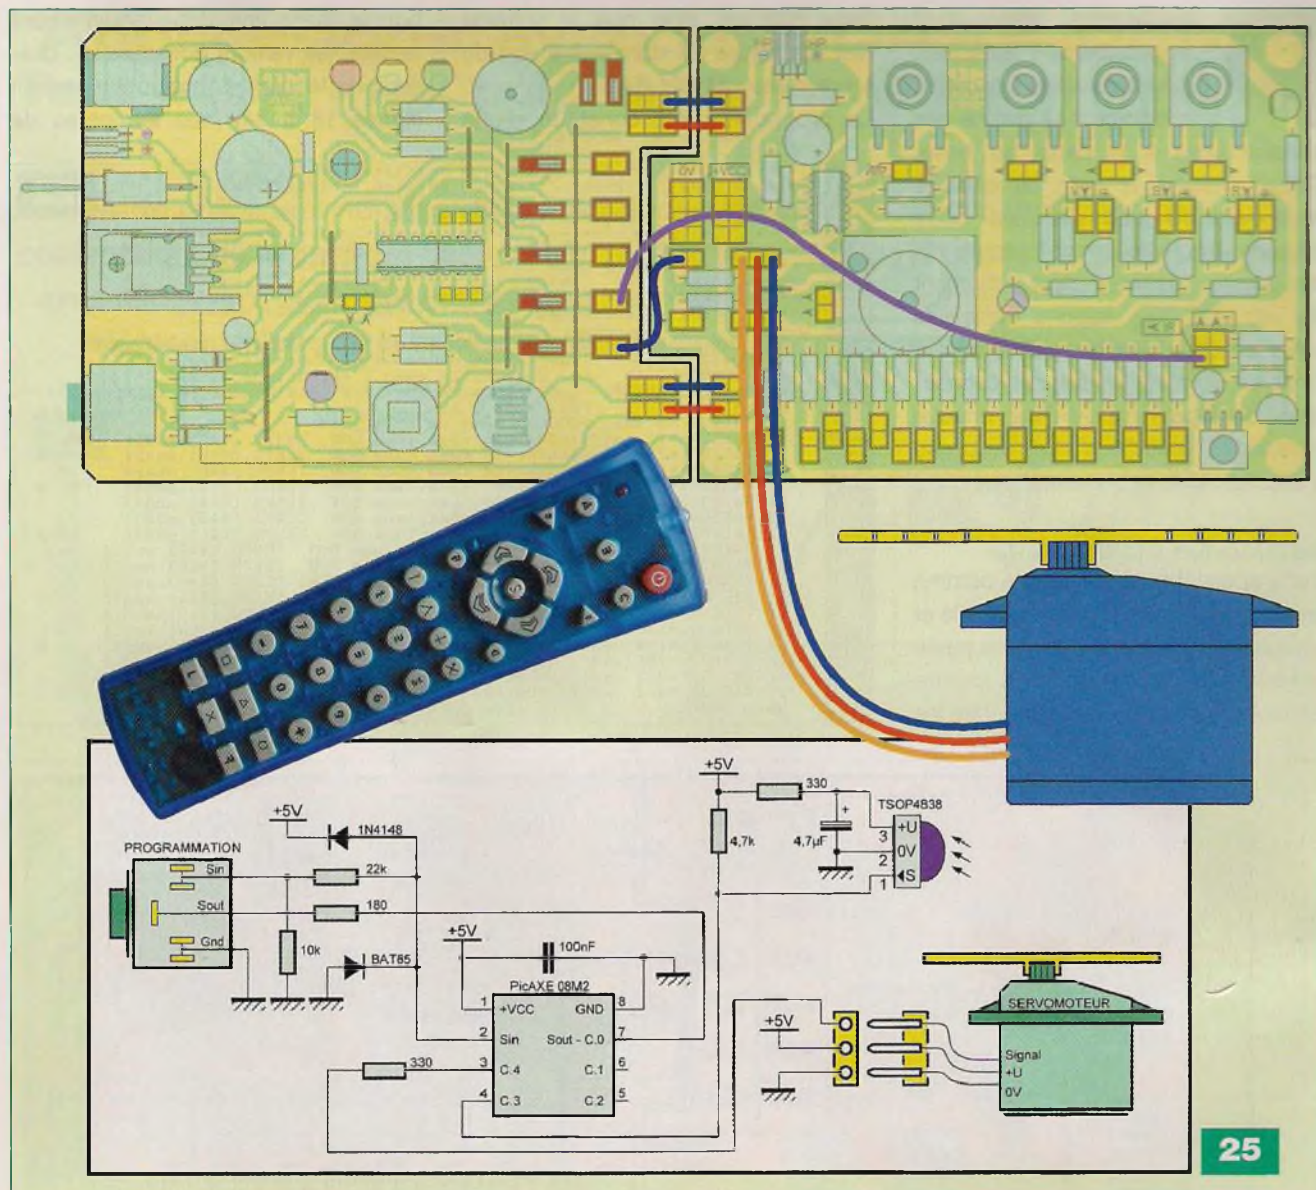 0V
+VCC
+5V
330
TSOP4838
+
+U
3
4,7k
4,7µF
0V
2
S
1
+5V
1N4148
PROGRAMMATION
Sin
22k
Sout
180
Gnd
10k
BAT85
+5V
100nF
PicAXE 08M2
1
+VCC
GND
8
2
Sin
Sout - C.0
7
330
3
C.4
C.1
6
4
C.3
C.2
5
SERVOMOTEUR
+5V
Signal
+U
0V
25